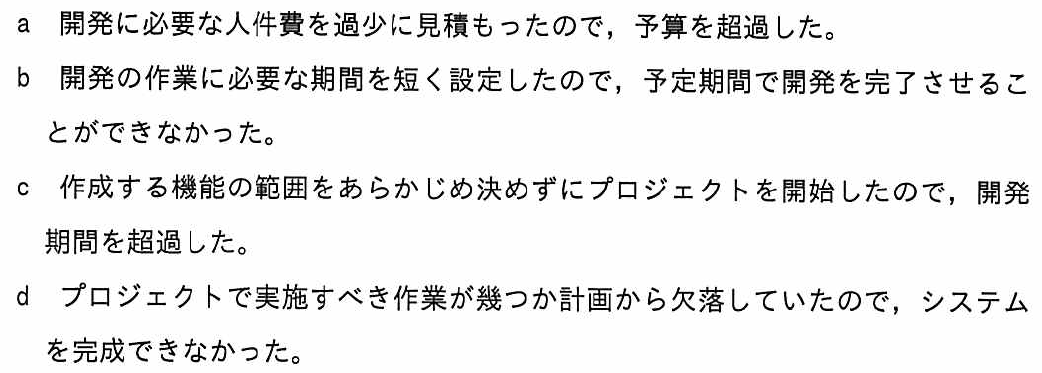 a　開発に必要な人件費を過少に見積もったので，予算を超過した。
b　開発の作業に必要な期間を短く設定したので，予定期間で開発を完了させるこ
とができなかった。
c　作成する機能の範囲をあらかじめ決めずにプロジェクトを開始したので，開発
期間を超過した。
d　プロジェクトで実施すべき作業が幾つか計画から欠落していたので，システム
を完成できなかった。